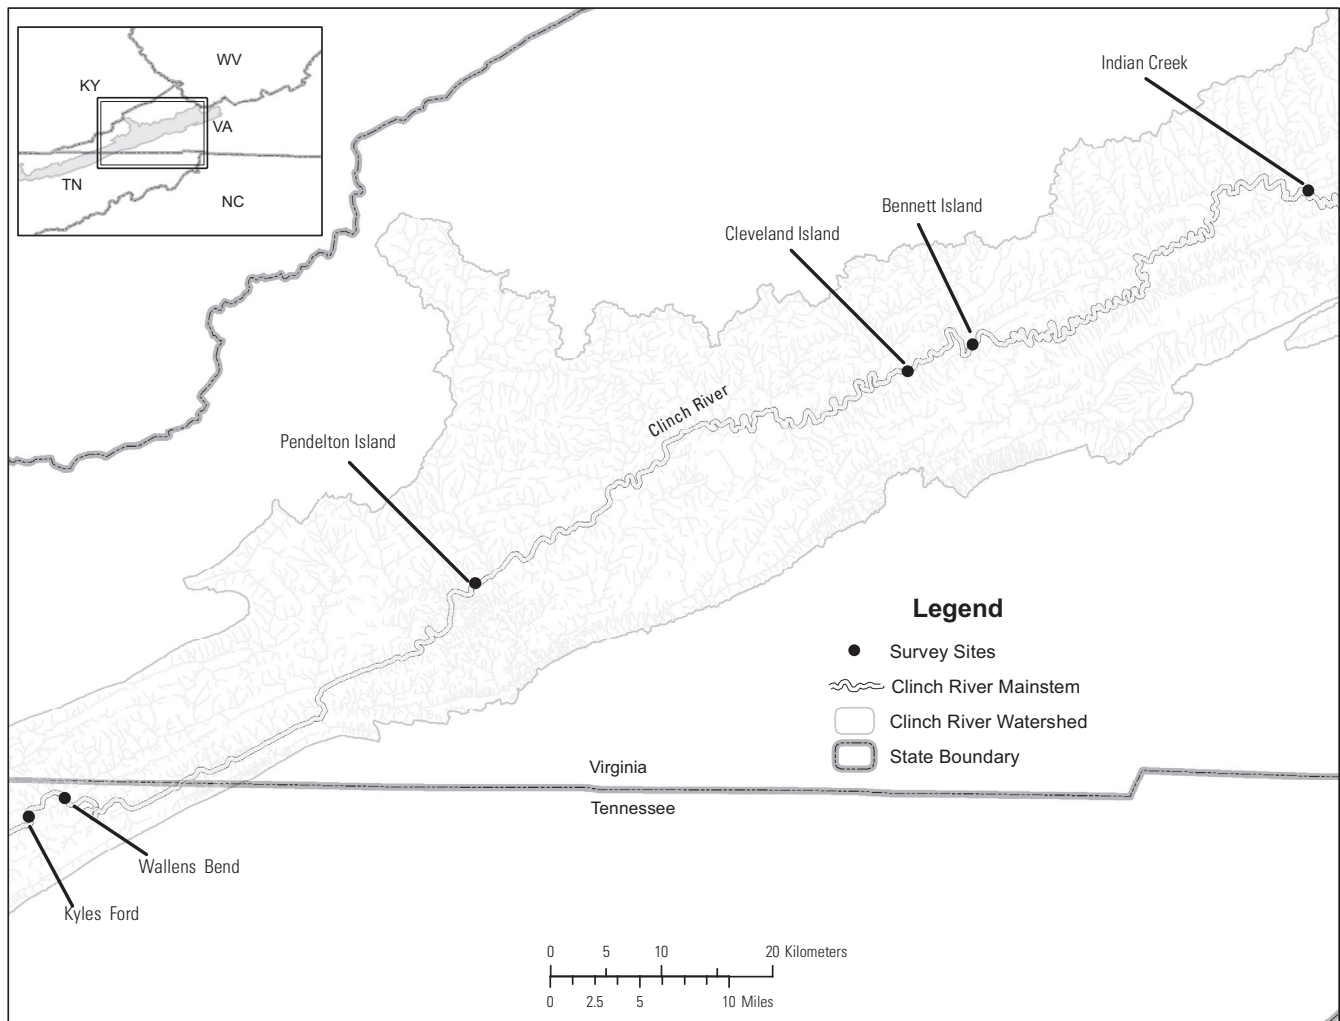 WV
KY
VA
TN
NC
Indian Creek
Bennett Island
Cleveland Island
Clinch River
Pendelton Island
Legend
Survey Sites
Clinch River Mainstem
Clinch River Watershed
State Boundary
Virginia
Tennessee
Wallens Bend
Kyles Ford
0 5 10 20 Kilometers
0 2.5 5 10 Miles